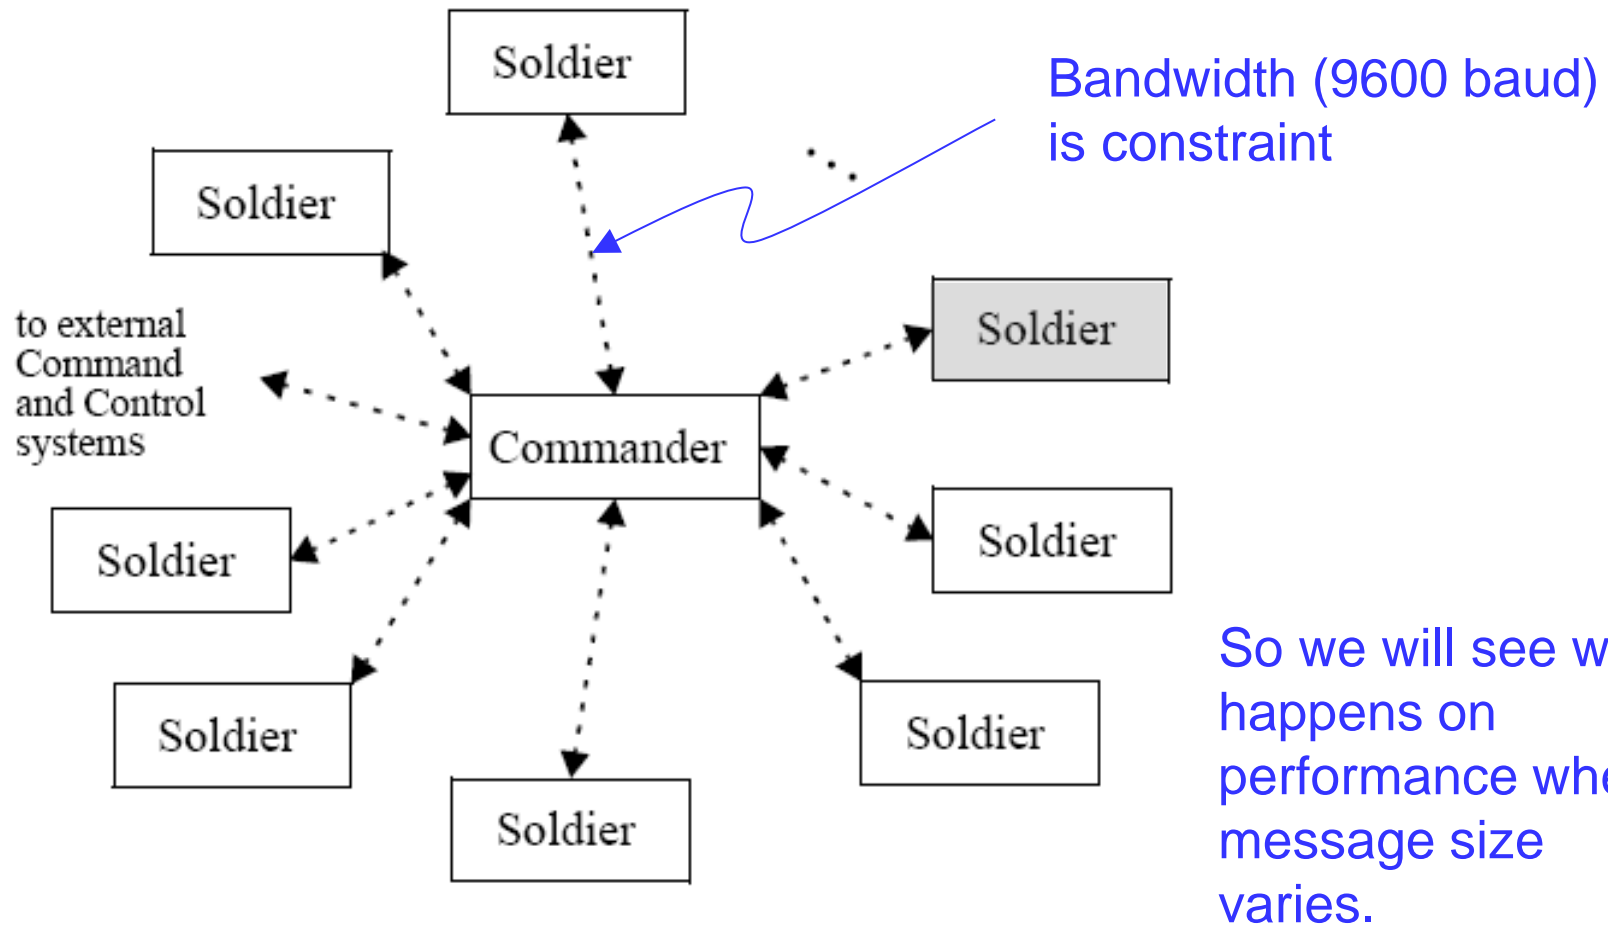 Soldier
Bandwidth (9600 baud)
is constraint
Soldier
Soldier
to external
Command
and Control
systems
Commander
Soldier
Soldier
Soldier
Soldier
Soldier
So we will see
happens on
performance
message size
varies.